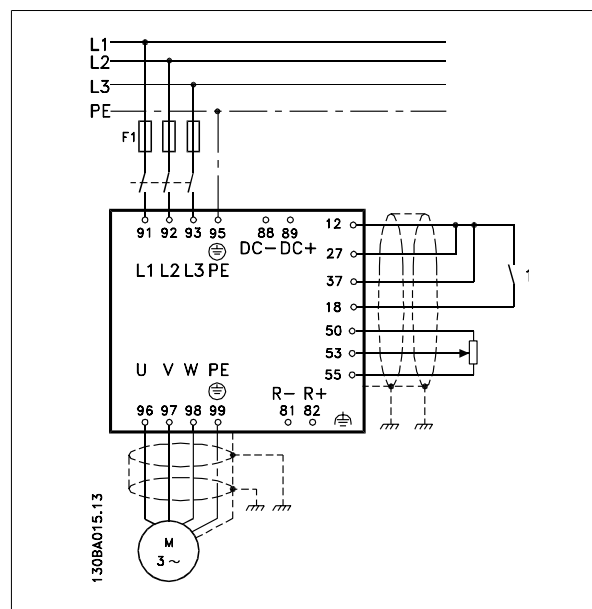 L1
L2
L3
PE
F1
91 92 93 95 88 89
DC- DC+
L1 L2 L3 PE
12
27
37
18
1
50
53
55
U V W PE
96 97 98 99
R- R+
81 82
M
3 ~
130BA015.13